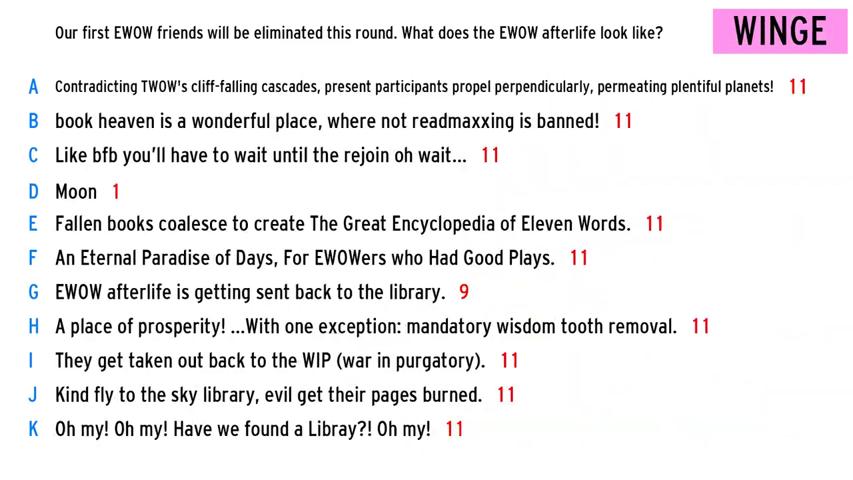 Our first EWOW friends will be eliminated this round. What does the EWOW afterlife look like?
WINGE
A Contradicting TWOW's cliff-falling cascades, present participants propel perpendicularly, permeating plentiful planets! 11
B book heaven is a wonderful place, where not readmaxxing is banned! 11
C Like bfb you'll have to wait until the rejoin oh wait... 11
D Moon 1
E Fallen books coalesce to create The Great Encyclopedia of Eleven Words. 11
F An Eternal Paradise of Days, For EWOWers who Had Good Plays. 11
G EWOW afterlife is getting sent back to the library. 9
H A place of prosperity! ...With one exception: mandatory wisdom tooth removal. 11
I They get taken out back to the WIP (war in purgatory). 11
J Kind fly to the sky library, evil get their pages burned. 11
K Oh my! Oh my! Have we found a Libray?! Oh my! 11